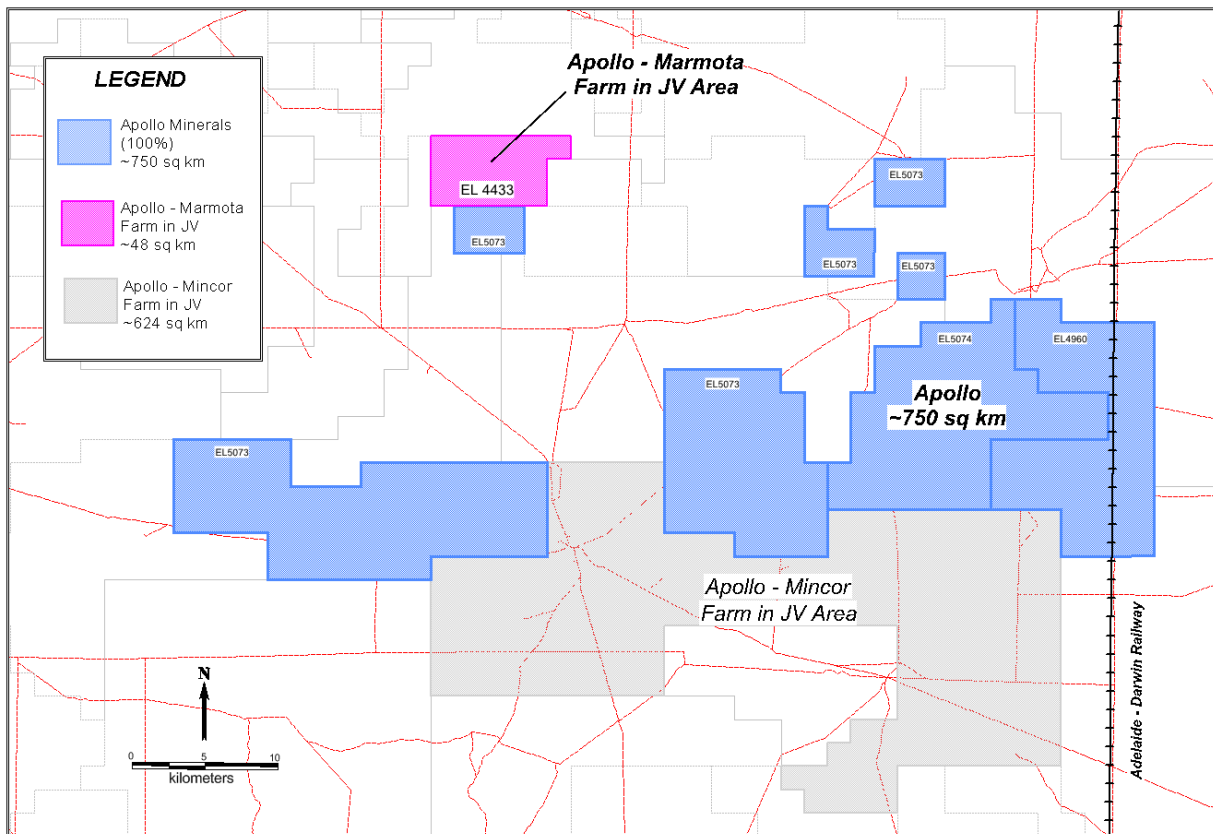 LEGEND
Apollo Minerals
(100%)
~750 sq km
Apollo - Marmota
Farm in JV
~48 sq km
Apollo - Mincor
Farm in JV
~624 sq km
Apollo - Marmota
Farm in JV Area
EL 4433
EL5073
EL5073
EL5073
EL5073
EL5074
EL4960
EL5073
Apollo
~750 sq km
EL5073
Apollo - Mincor
Farm in JV Area
N
0 5 10
kilometers
Adelaide - Darwin Railway